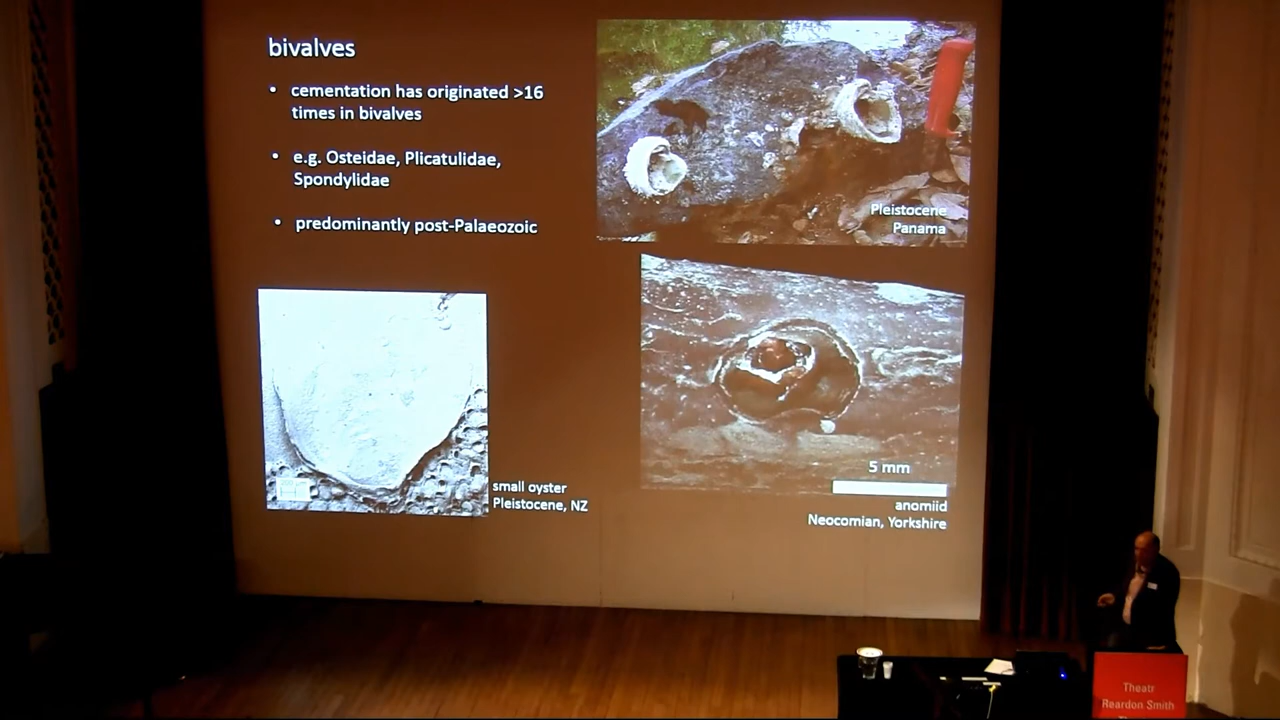 bivalves
• cementation has originated >16
times in bivalves
• e.g. Osteidae, Plicatulidae,
Spondylidae
• predominantly post-Palaeozoic
Pleistocene
Panama
small oyster
Pleistocene, NZ
5 mm
anomiid
Neocomian, Yorkshire
Theatr
Reardon Smith